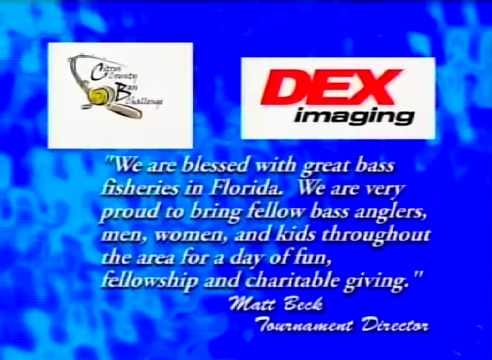 Citrus
County
Bass
Challenge
DEX
imaging
"We are blessed with great bass
fisheries in Florida. We are very
proud to bring fellow bass anglers,
men, women, and kids throughout
the area for a day of fun,
fellowship and charitable giving."
Matt Beck
Tournament Director